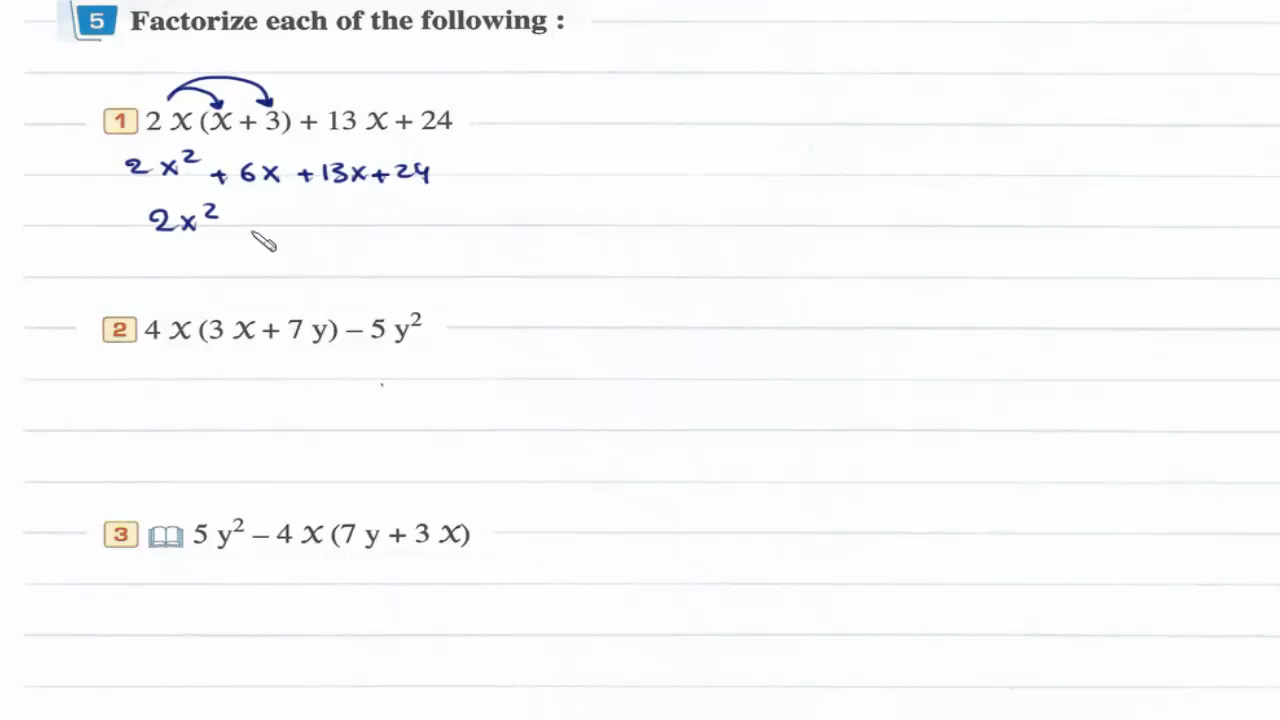 5 Factorize each of the following :
1 2 x (x + 3) + 13 x + 24
2x² + 6x + 13x + 24
2x²
2 4 x (3 x + 7 y) – 5 y²
3 5 y² – 4 x (7 y + 3 x)